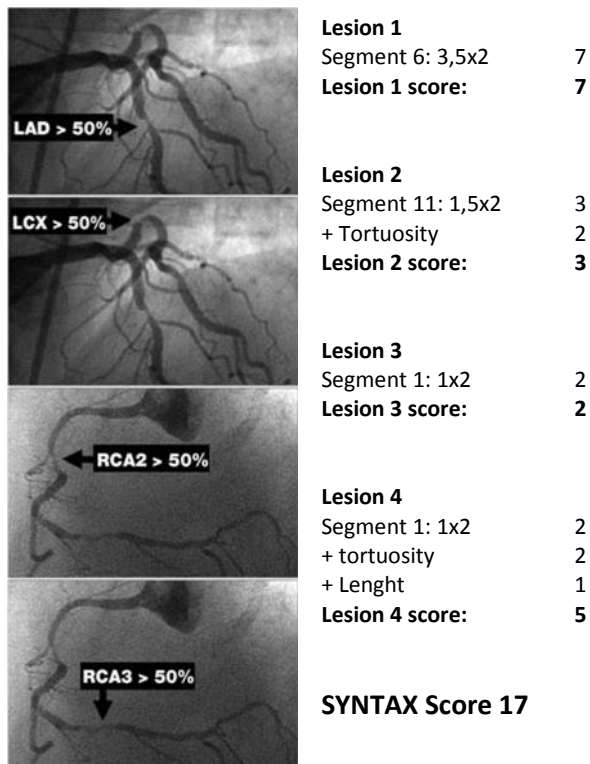 LAD > 50%
LCX > 50%
RCA2 > 50%
RCA3 > 50%
Lesion 1
Segment 6: 3,5x2 7
Lesion 1 score: 7
Lesion 2
Segment 11: 1,5x2 3
+ Tortuosity 2
Lesion 2 score: 3
Lesion 3
Segment 1: 1x2 2
Lesion 3 score: 2
Lesion 4
Segment 1: 1x2 2
+ tortuosity 2
+ Lenght 1
Lesion 4 score: 5
SYNTAX Score 17